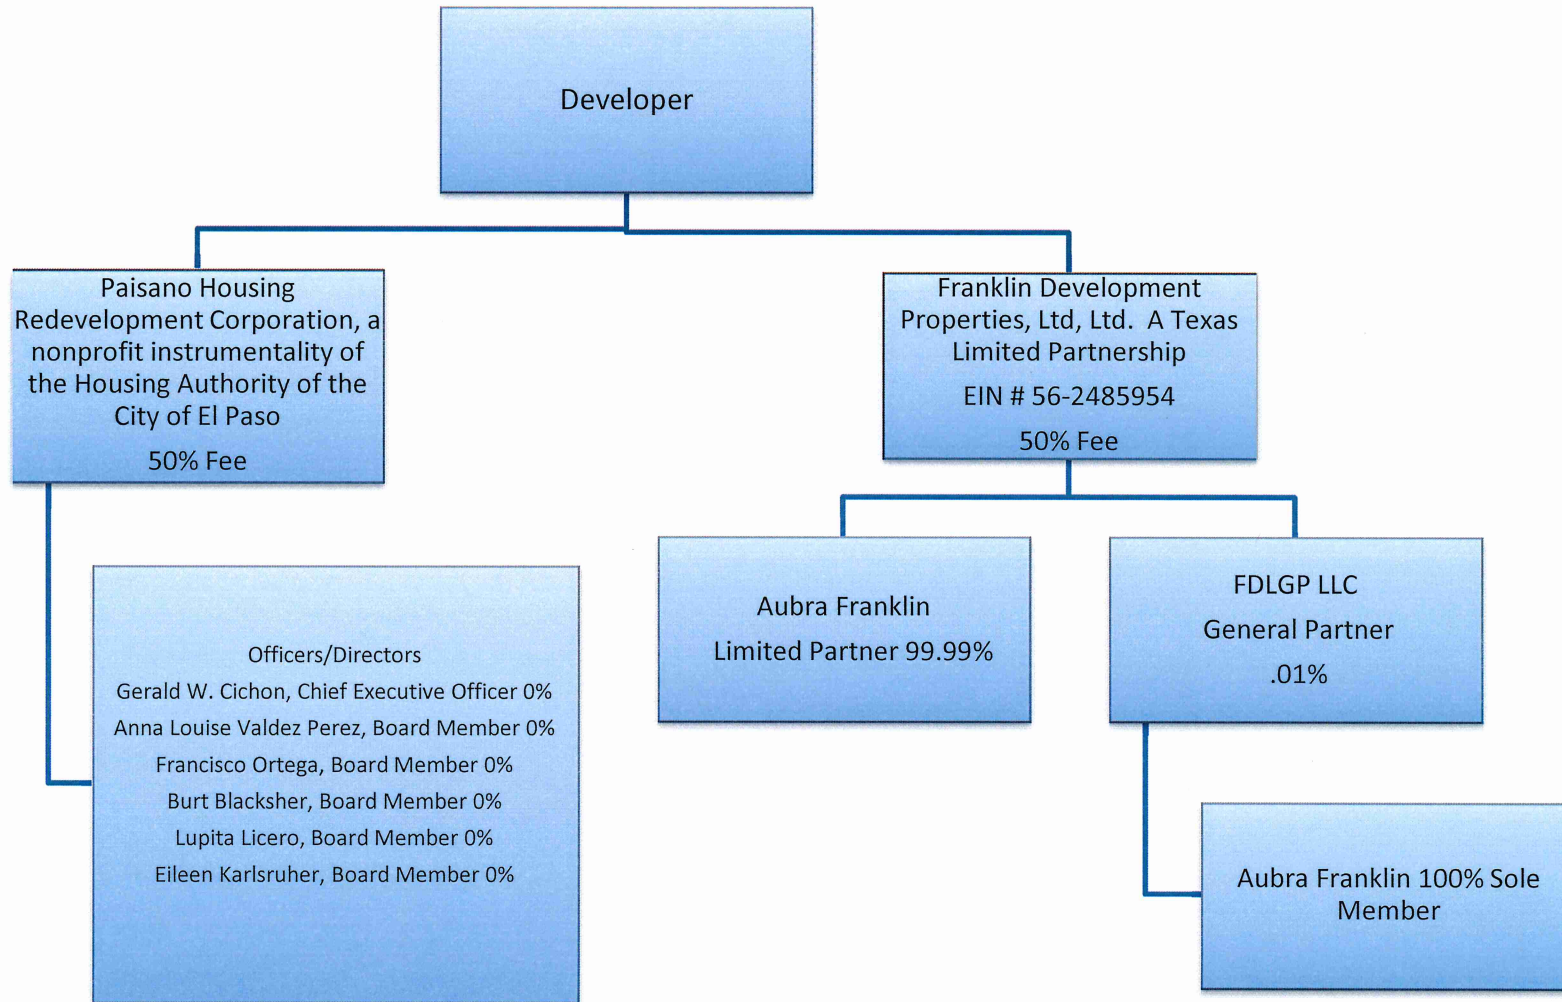 Developer
Paisano Housing
Redevelopment Corporation, a
nonprofit instrumentality of
the Housing Authority of the
City of El Paso
50% Fee
Franklin Development
Properties, Ltd, Ltd. A Texas
Limited Partnership
EIN # 56-2485954
50% Fee
Officers/Directors
Gerald W. Cichon, Chief Executive Officer 0%
Anna Louise Valdez Perez, Board Member 0%
Francisco Ortega, Board Member 0%
Burt Blacksher, Board Member 0%
Lupita Licero, Board Member 0%
Eileen Karlsruher, Board Member 0%
Aubra Franklin
Limited Partner 99.99%
FDLGP LLC
General Partner
.01%
Aubra Franklin 100% Sole
Member